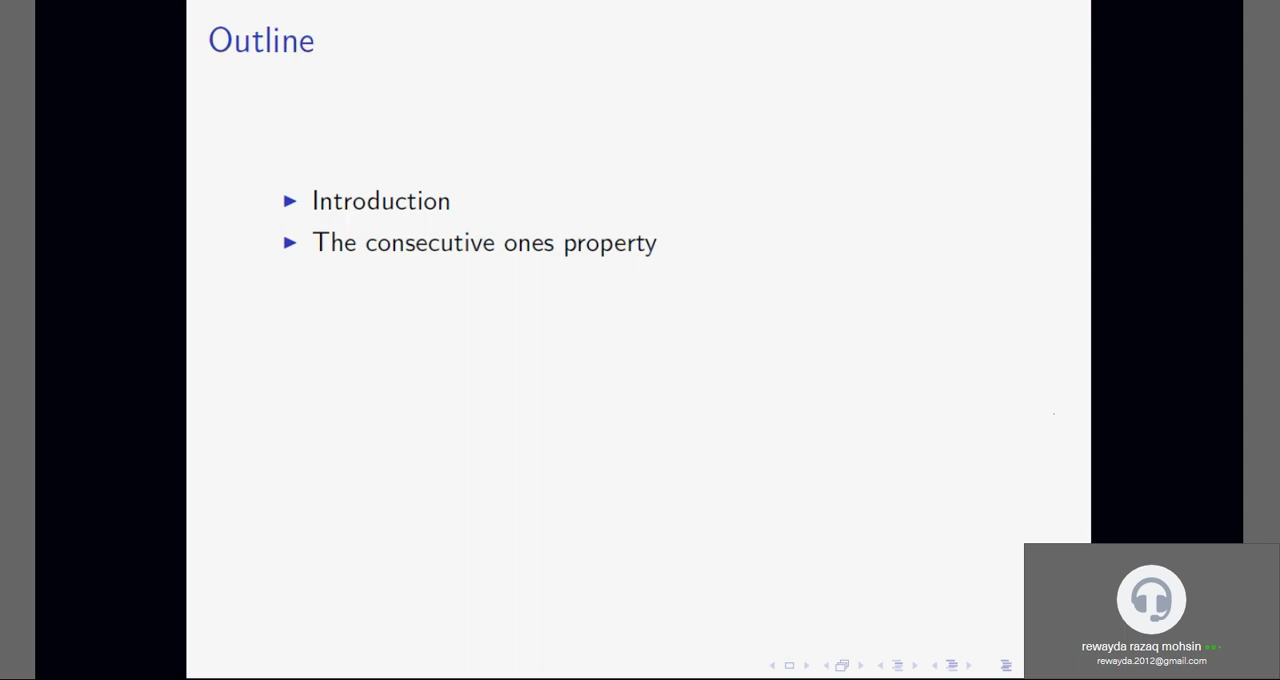 Outline
Introduction
The consecutive ones property
rewayda razaq mohsin
rewayda.2012@gmail.com